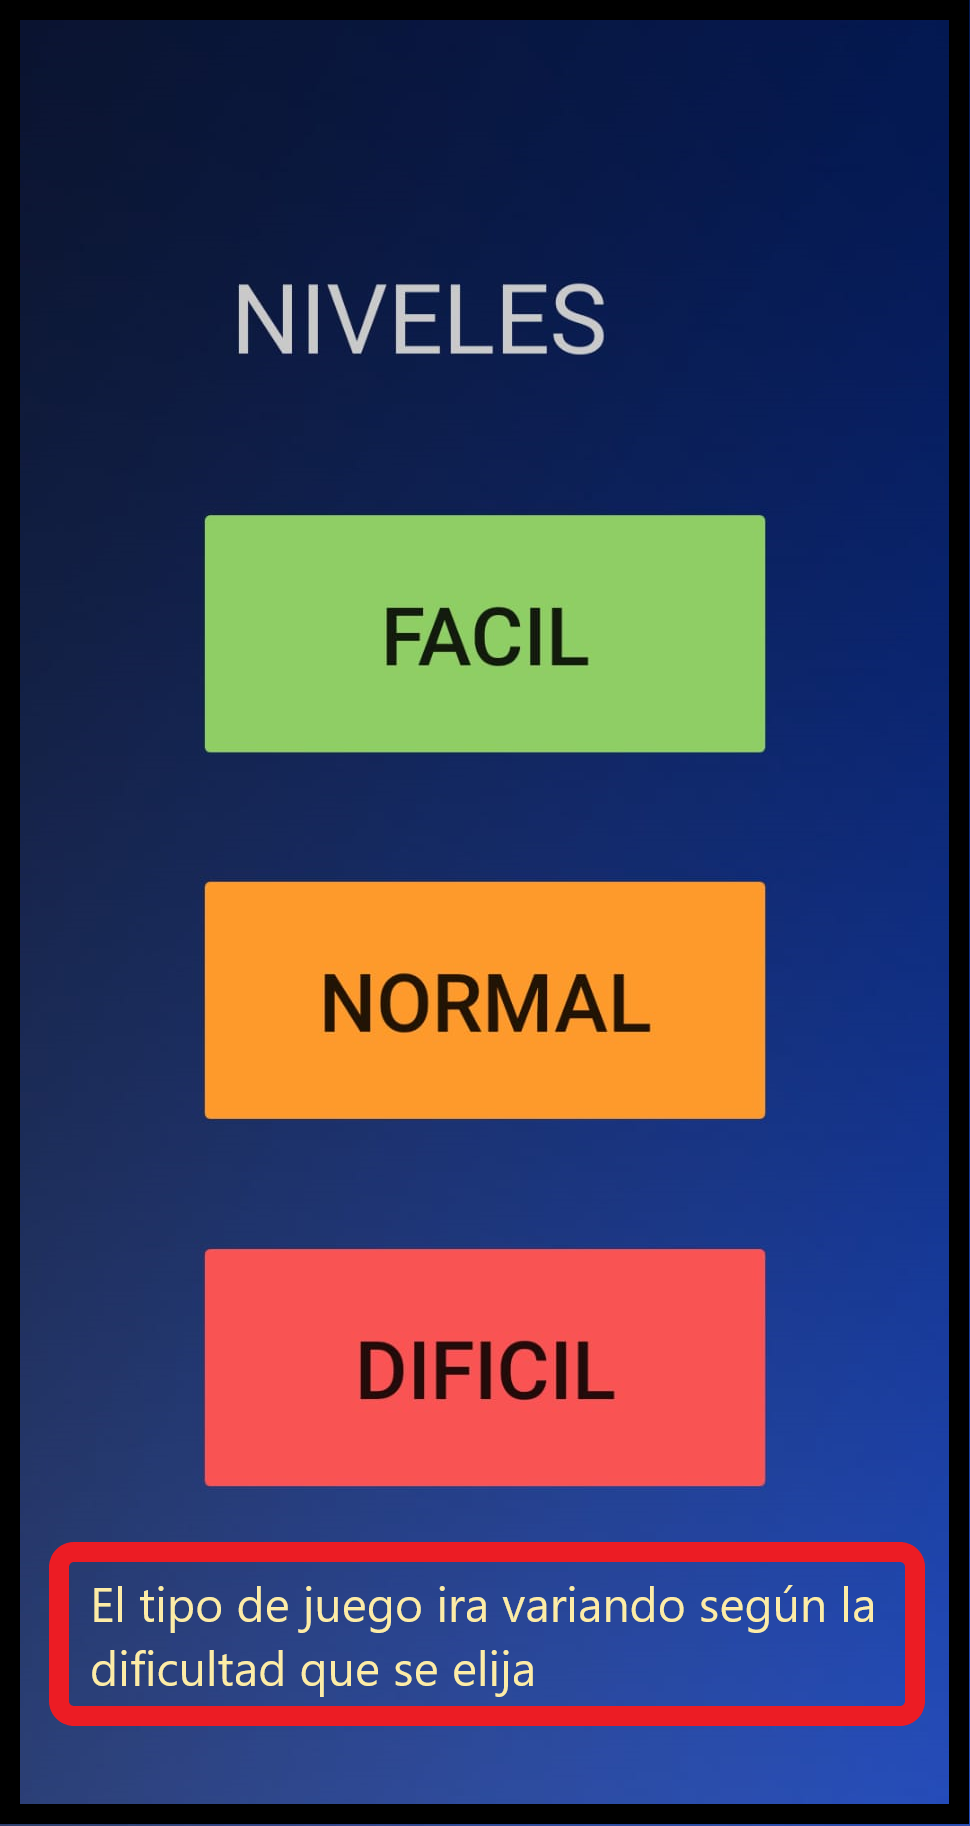 NIVELES
FACIL
NORMAL
DIFICIL
El tipo de juego ira variando según la
dificultad que se elija